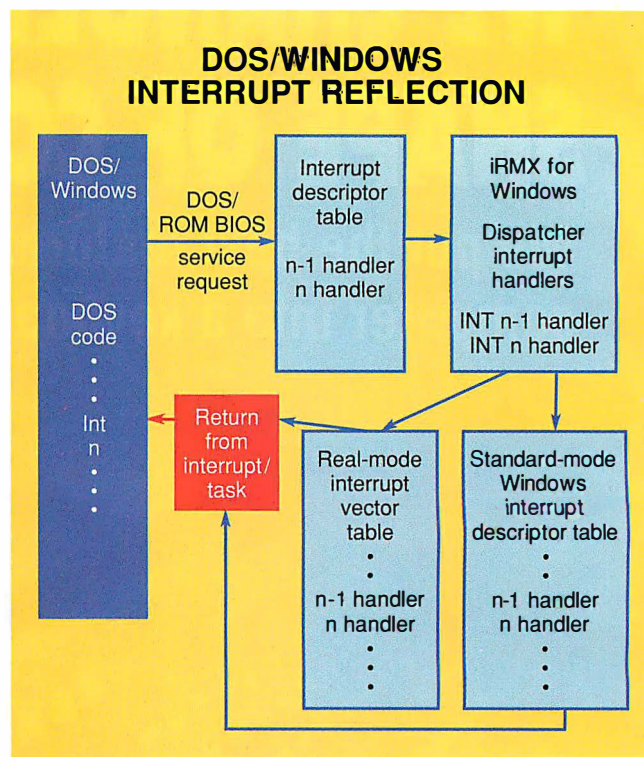 DOS/WINDOWS
INTERRUPT REFLECTION
DOS/
Windows
DOS
code
•
•
•
Int
n
•
•
•
DOS/
ROM BIOS
service
request
Interrupt
descriptor
table
n-1 handler
n handler
iRMX for
Windows
Dispatcher
interrupt
handlers
INT n-1 handler
INT n handler
Return
from
interrupt/
task
Real-mode
interrupt
vector
table
•
•
n-1 handler
n handler
•
•
•
Standard-mode
Windows
interrupt
descriptor table
•
•
n-1 handler
n handler
•
•
•